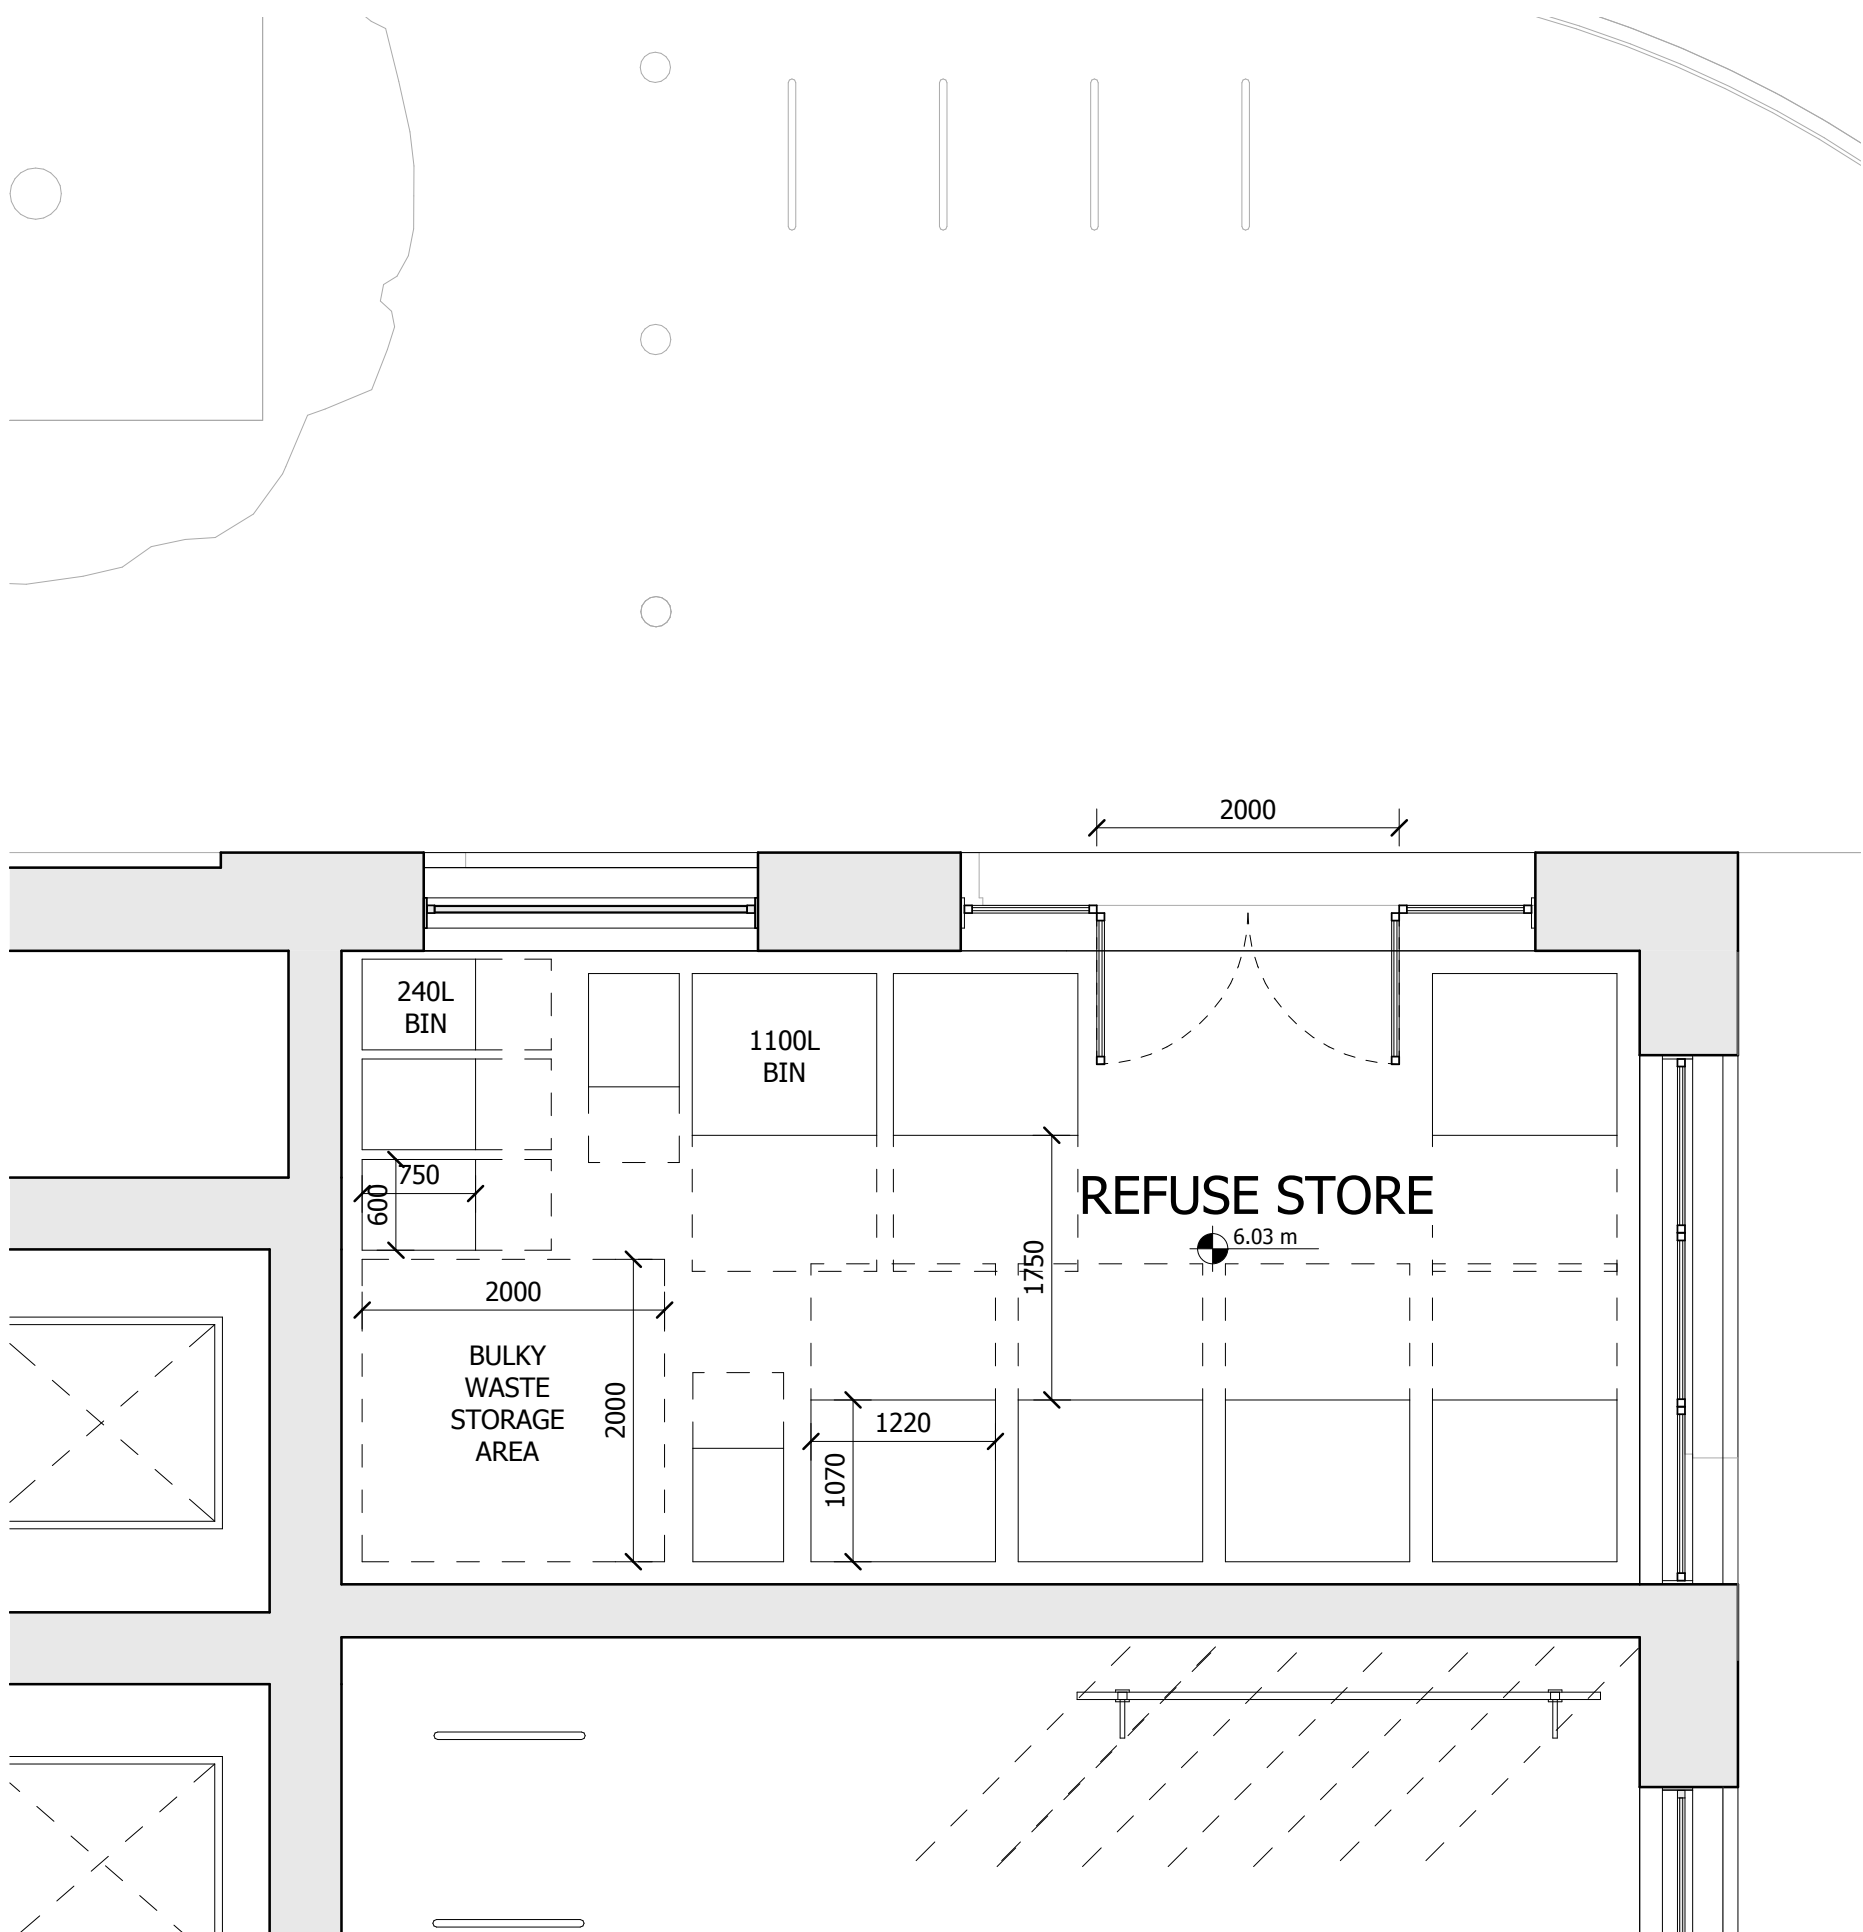 2000
240L
BIN
1100L
BIN
750
600
REFUSE STORE
6.03 m
1750
2000
BULKY
WASTE
STORAGE
AREA
2000
1220
1070